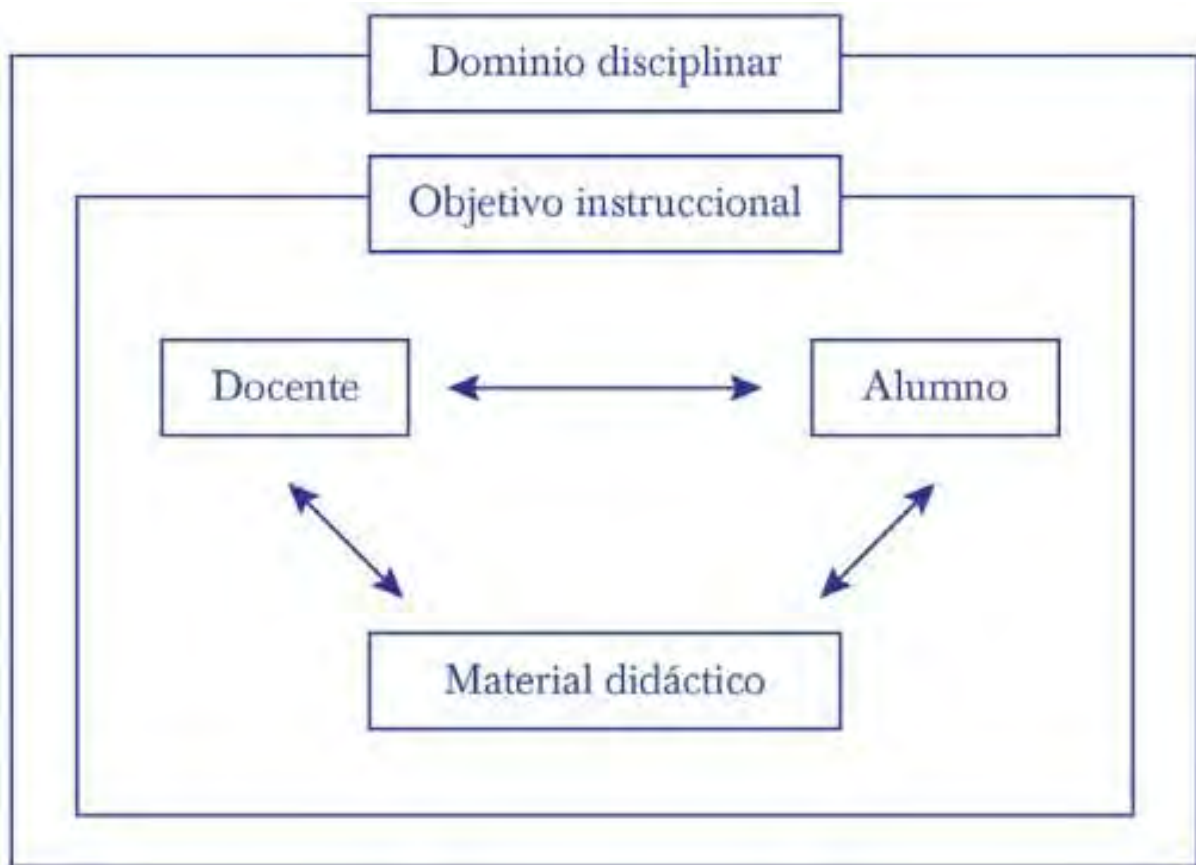 Dominio disciplinar
Objetivo instruccional
Docente
Alumno
Material didáctico